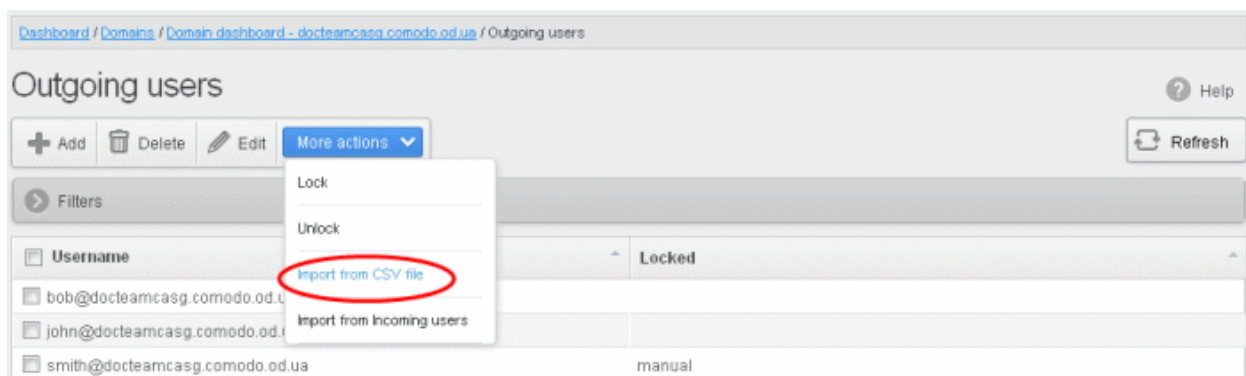 Dashboard / Domains / Domain dashboard - docteamcasg.comodo.od.ua / Outgoing users
Outgoing users
Help
Add Delete Edit More actions Refresh
Lock
Filters
Unlock
Username Locked
Import from CSV file
bob@docteamcasg.comodo.od.u
Import from Incoming users
john@docteamcasg.comodo.od.
smith@docteamcasg.comodo.od.ua manual